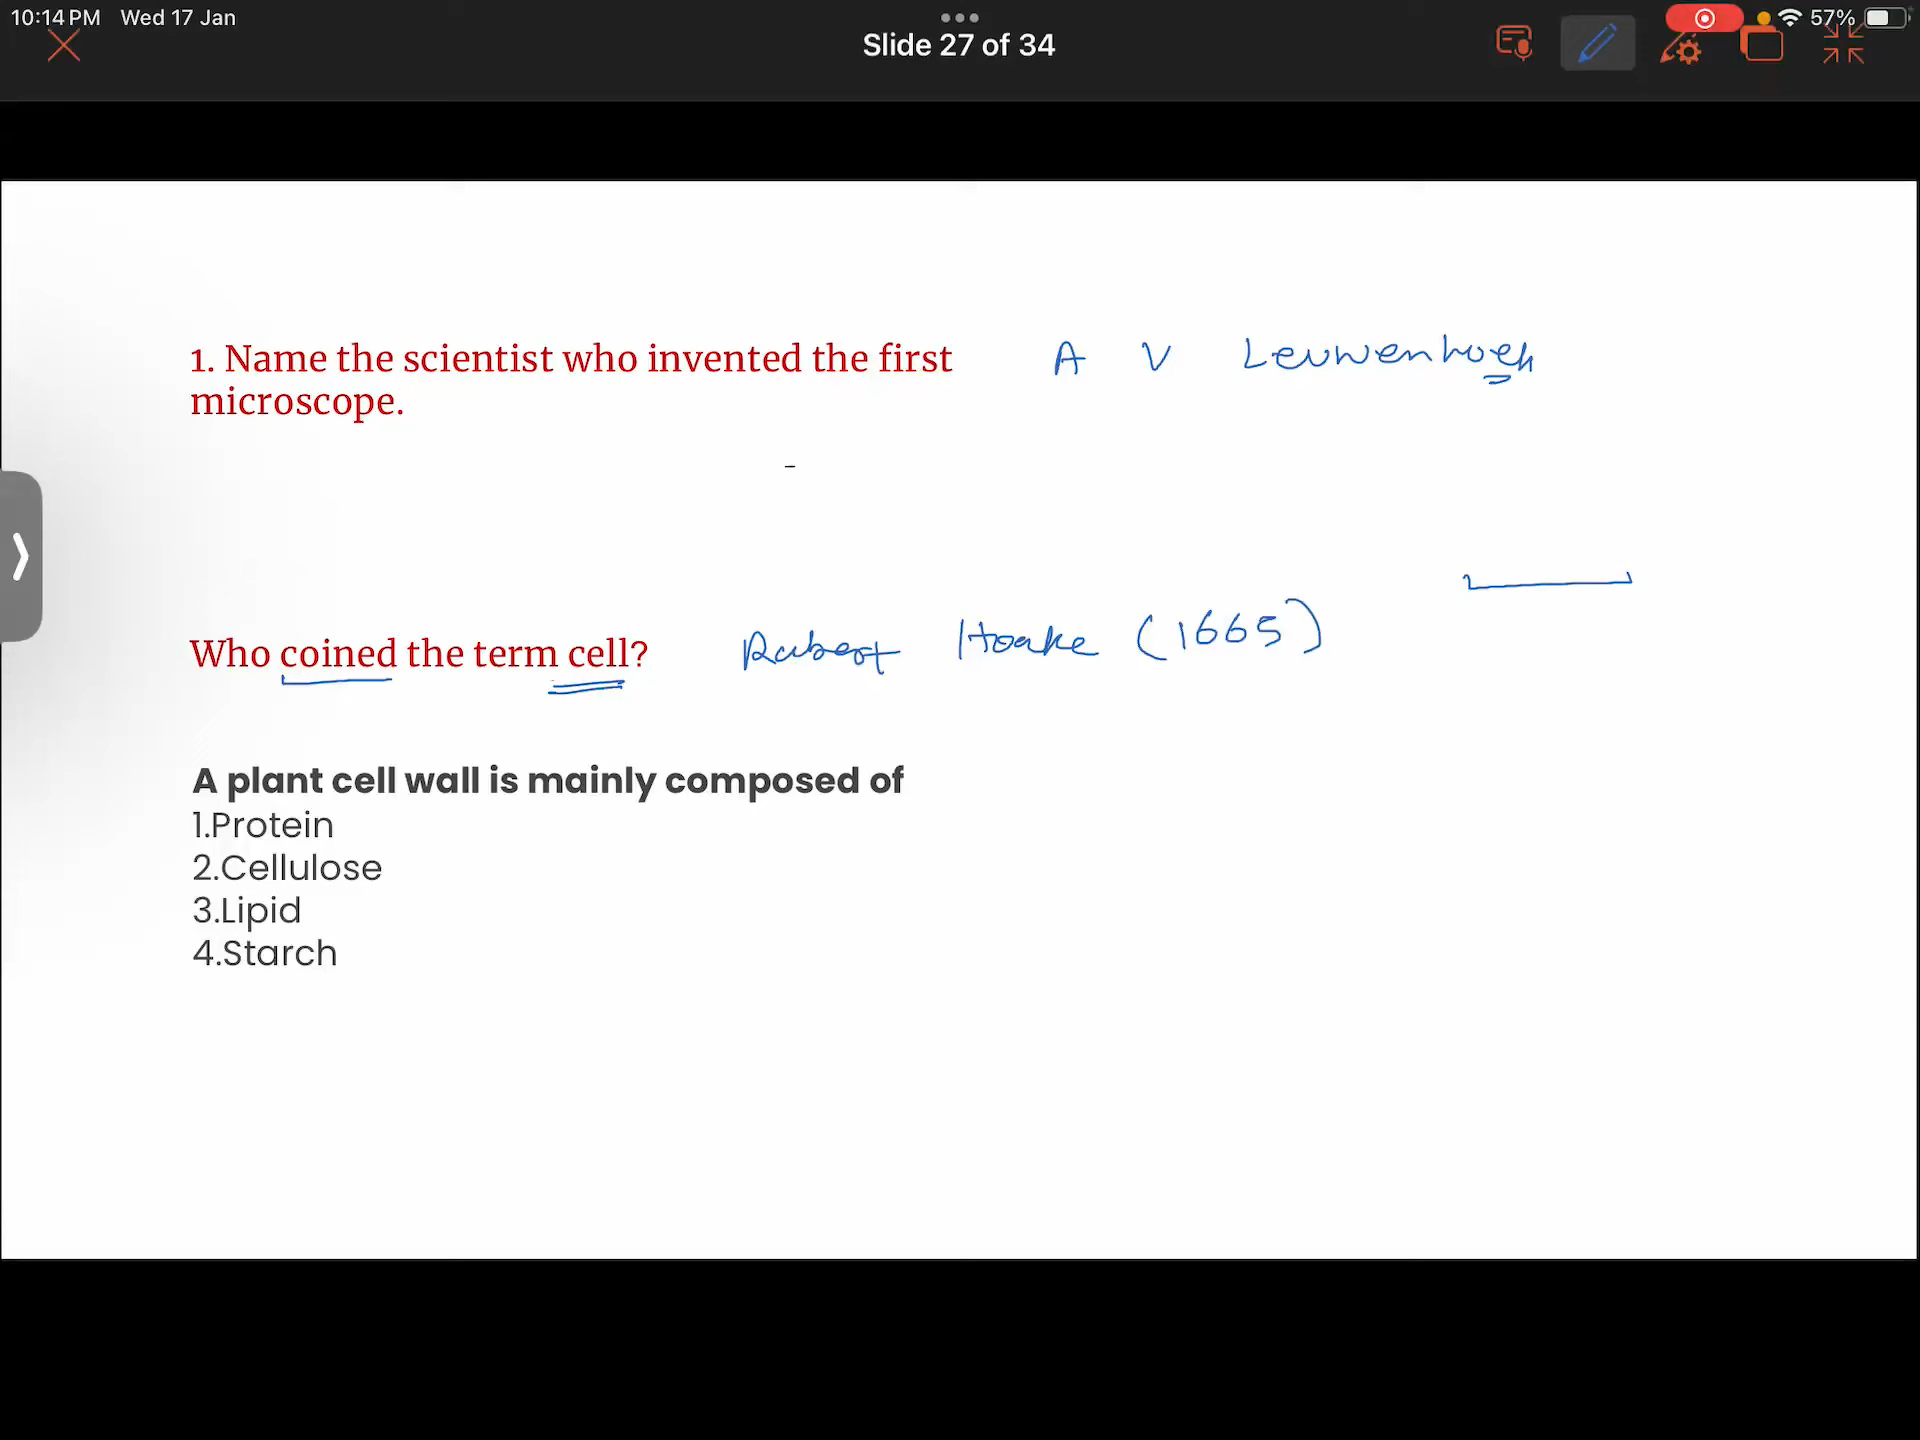 10:14 PM Wed 17 Jan
57%
Slide 27 of 34
1. Name the scientist who invented the first
microscope.
A V Leuwenhoek
Who coined the term cell?
Robert Hooke (1665)
A plant cell wall is mainly composed of
1.Protein
2.Cellulose
3.Lipid
4.Starch